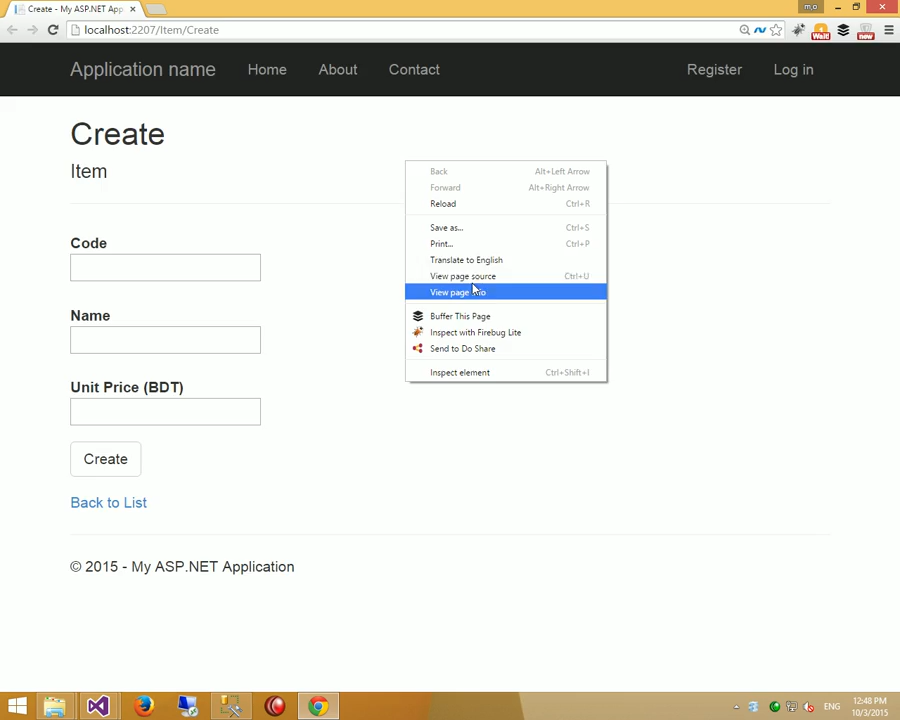 Create - My ASP.NET App
m,o
localhost:2207/Item/Create
Wait!
new
Application name Home About Contact Register Log in
Create
Item
Code
Name
Unit Price (BDT)
Create
Back to List
© 2015 - My ASP.NET Application
Back Alt+Left Arrow
Forward Alt+Right Arrow
Reload Ctrl+R
Save as... Ctrl+S
Print... Ctrl+P
Translate to English
View page source Ctrl+U
View page info
Buffer This Page
Inspect with Firebug Lite
Send to Do Share
Inspect element Ctrl+Shift+I
ENG
12:48 PM
10/3/2015